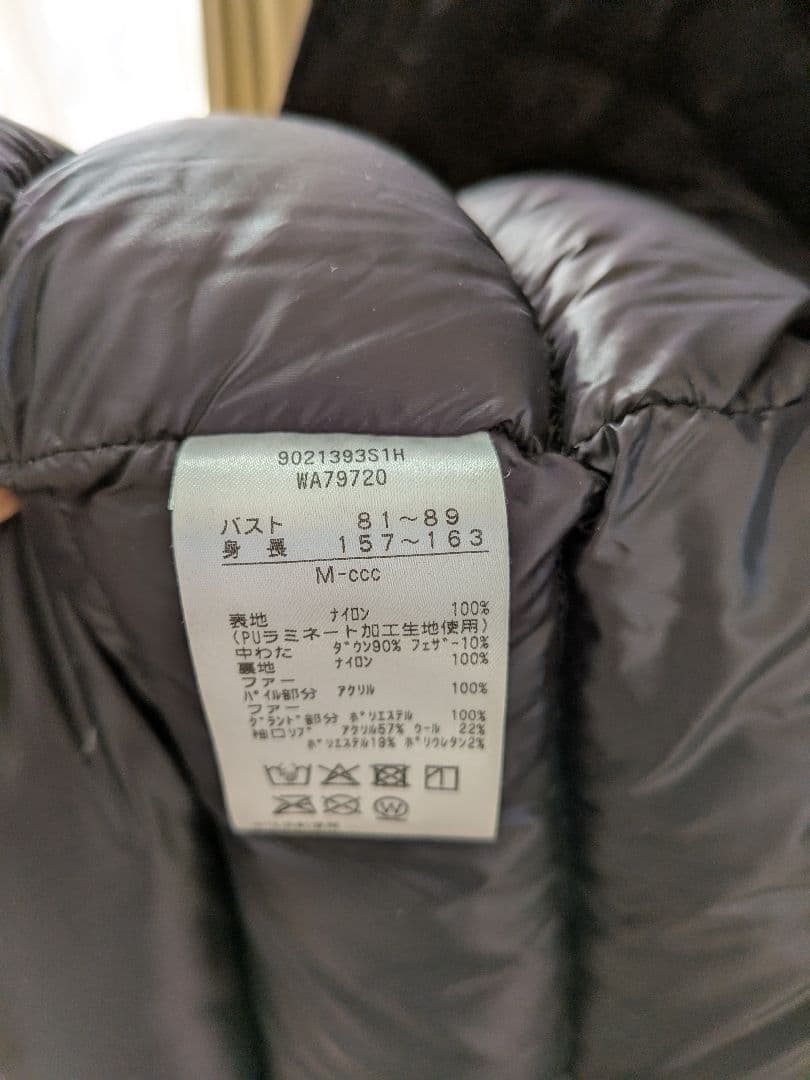 9021393S1H
WA79720
バスト 81～89
身長 157～163
M-ccc
表地 ナイロン 100%
(PUラミネート加工生地使用)
中わた ダウン90% フェザー10%
裏地 ナイロン 100%
ファー
パイル部分 アクリル 100%
ファー
グランド部分 ポリエステル 100%
袖口リブ アクリル57% ウール 22%
ポリエステル19% ポリウレタン2%
W